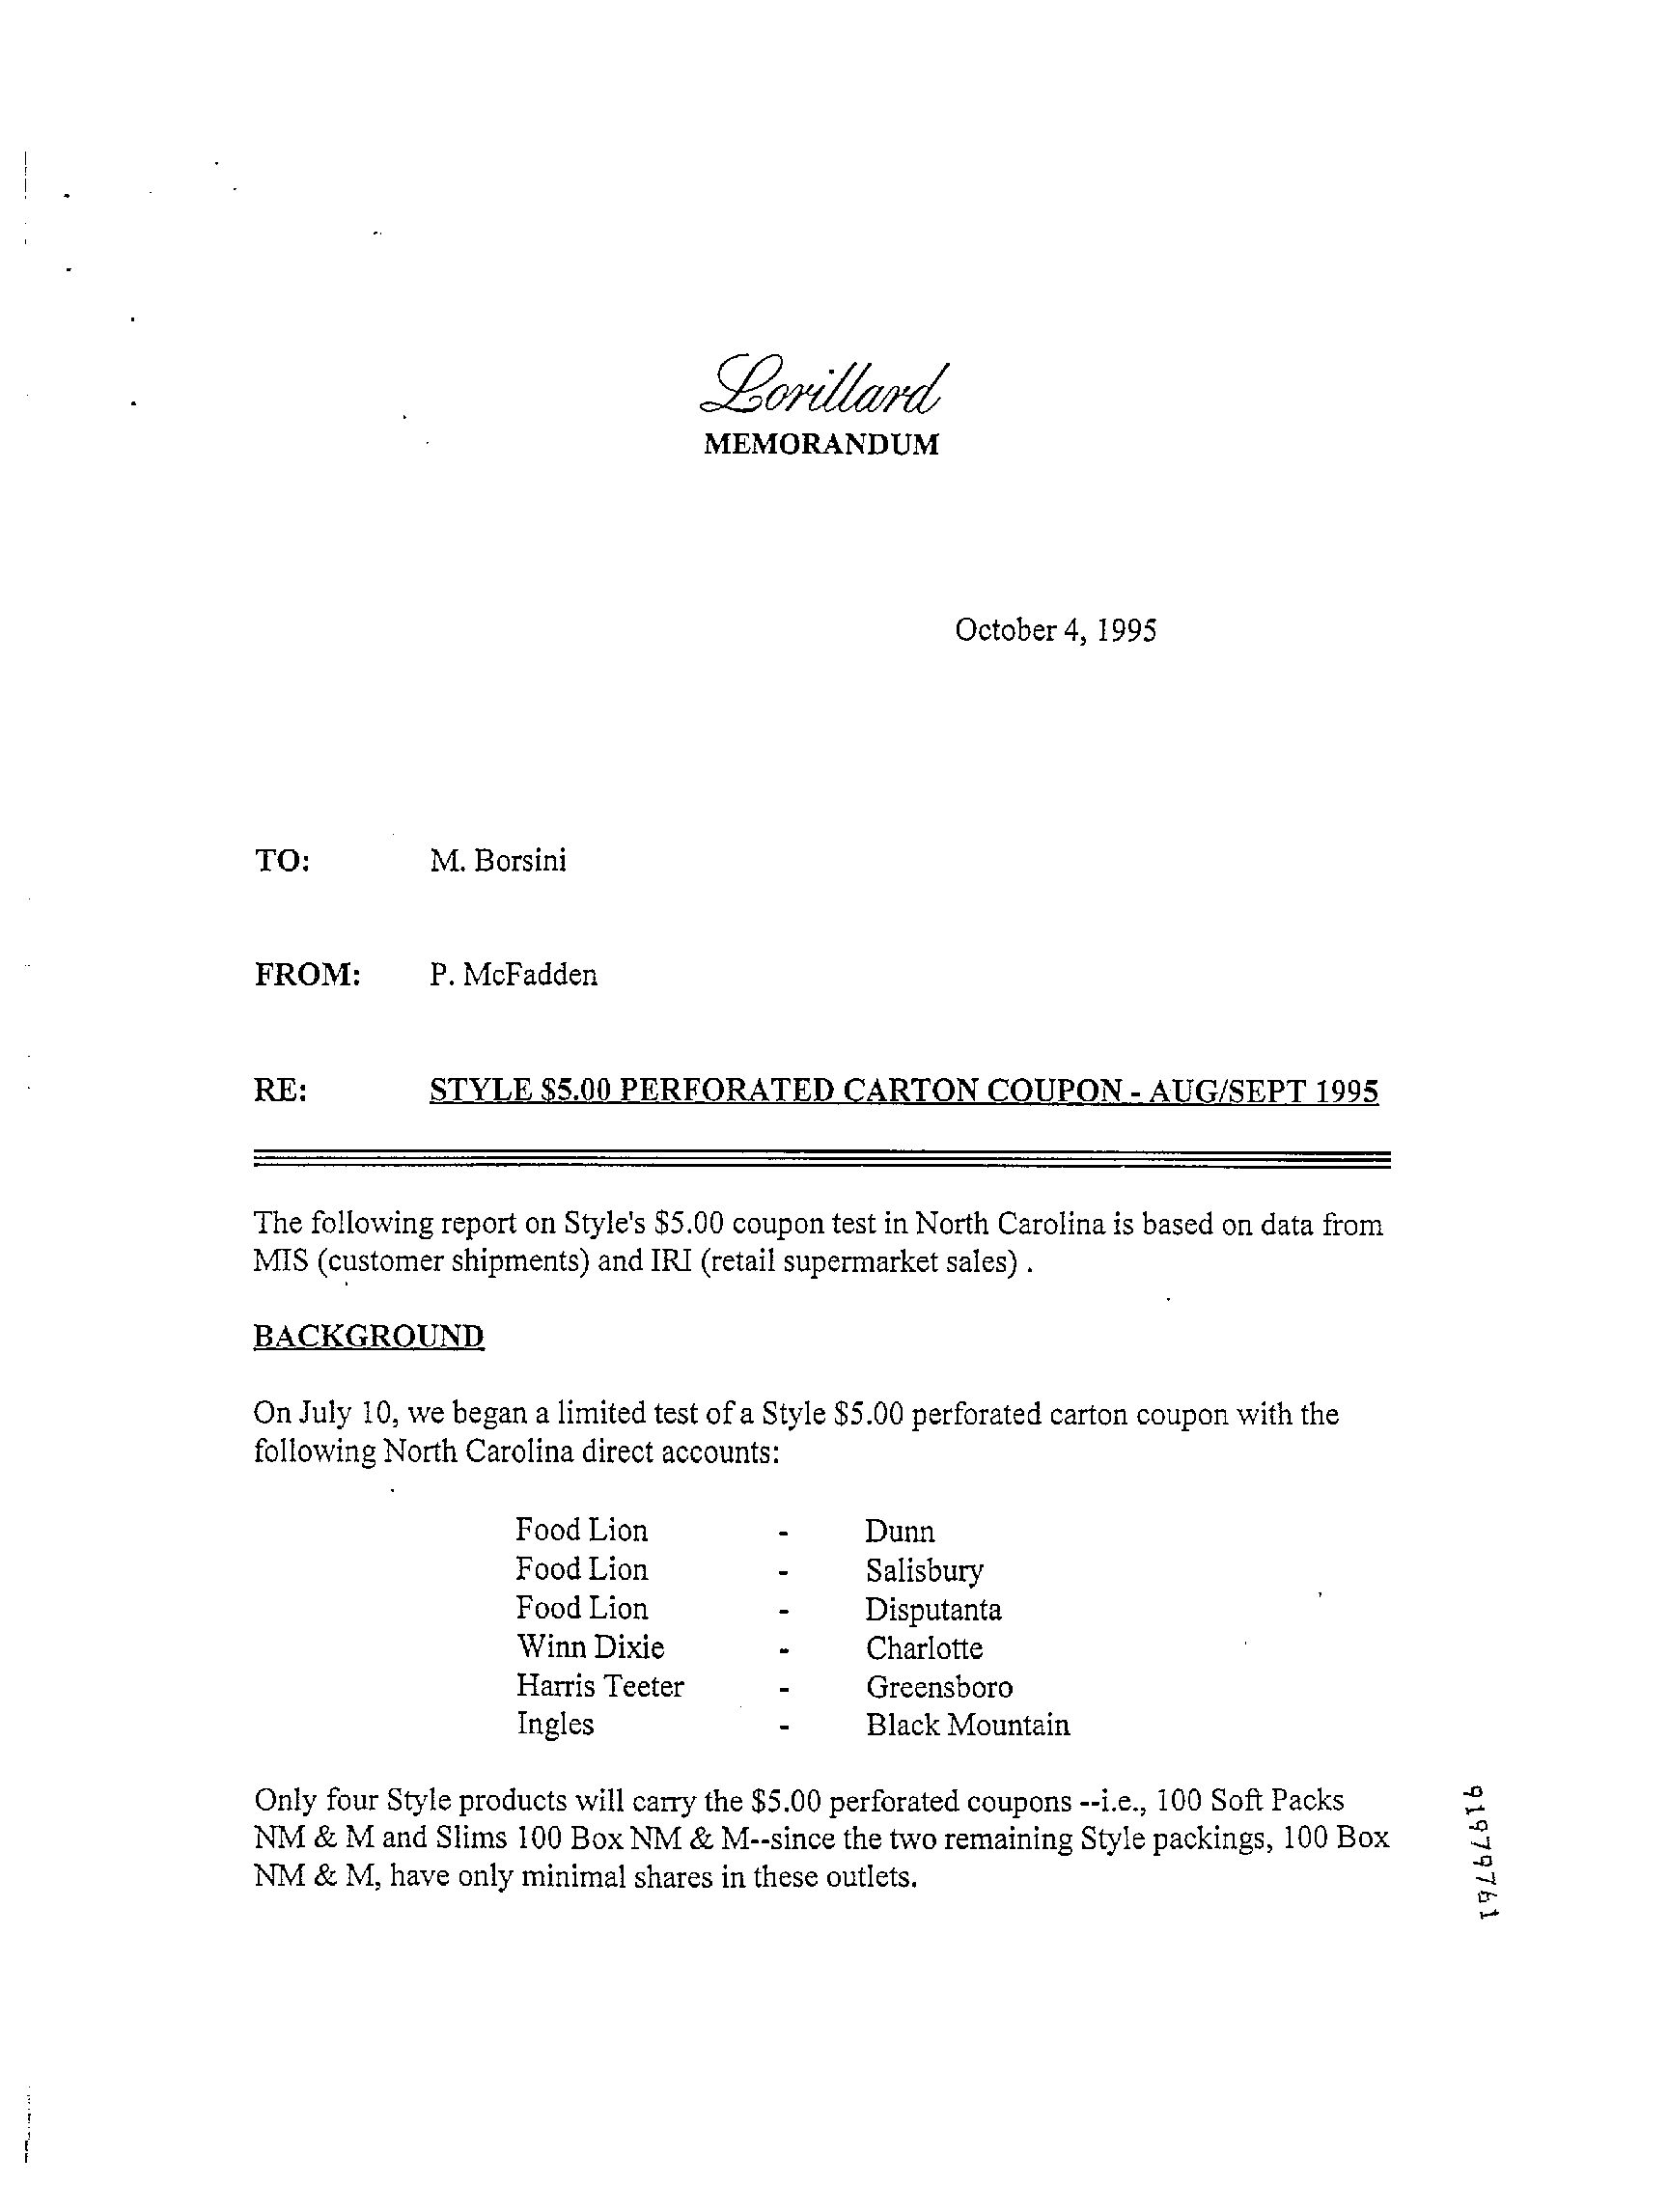 Lorillard
MEMORANDUM
October 4, 1995
TO: M. Borsini
FROM: P. McFadden
RE: STYLE $5.00 PERFORATED CARTON COUPON - AUG/SEPT 1995
The following report on Style's $5.00 coupon test in North Carolina is based on data from
MIS (customer shipments) and IRI (retail supermarket sales) .
BACKGROUND
On July 10, we began a limited test of a Style $5.00 perforated carton coupon with the
following North Carolina direct accounts:
Food Lion - Dunn
Food Lion - Salisbury
Food Lion - Disputanta
Winn Dixie - Charlotte
Harris Teeter - Greensboro
Ingles - Black Mountain
Only four Style products will carry the $5.00 perforated coupons --i.e., 100 Soft Packs
NM & M and Slims 100 Box NM & M--since the two remaining Style packings, 100 Box
NM & M, have only minimal shares in these outlets.
91979761